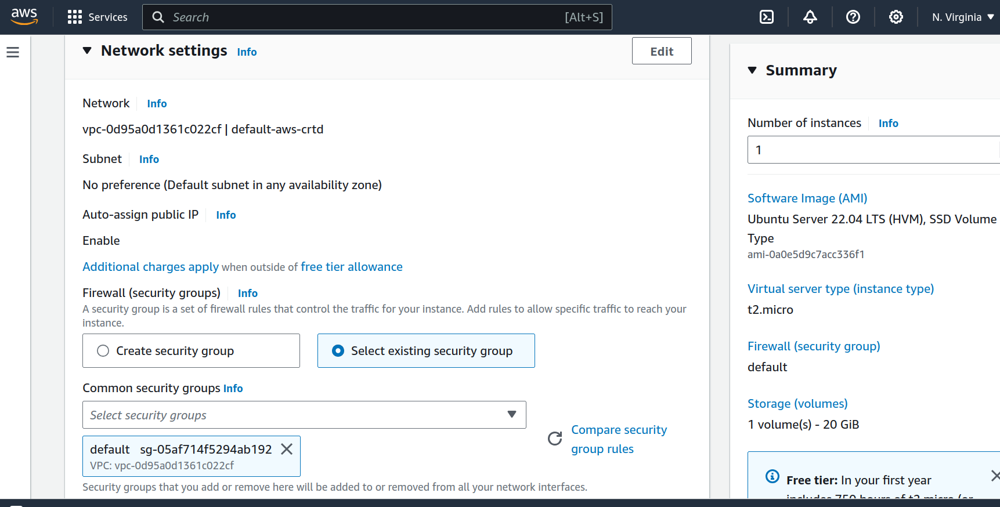 aws
Services
Search [Alt+S]
N. Virginia
Network settings Info
Edit
Network Info
vpc-0d95a0d1361c022cf | default-aws-crtd
Subnet Info
No preference (Default subnet in any availability zone)
Auto-assign public IP Info
Enable
Additional charges apply when outside of free tier allowance
Firewall (security groups) Info
A security group is a set of firewall rules that control the traffic for your instance. Add rules to allow specific traffic to reach your
instance.
Create security group
Select existing security group
Common security groups Info
Select security groups
Compare security
group rules
default sg-05af714f5294ab192
VPC: vpc-0d95a0d1361c022cf
Security groups that you add or remove here will be added to or removed from all your network interfaces.
Summary
Number of instances Info
1
Software Image (AMI)
Ubuntu Server 22.04 LTS (HVM), SSD Volume
Type
ami-0a0e5d9c7acc336f1
Virtual server type (instance type)
t2.micro
Firewall (security group)
default
Storage (volumes)
1 volume(s) - 20 GiB
Free tier: In your first year
includes 750 hours of t2.micro (or